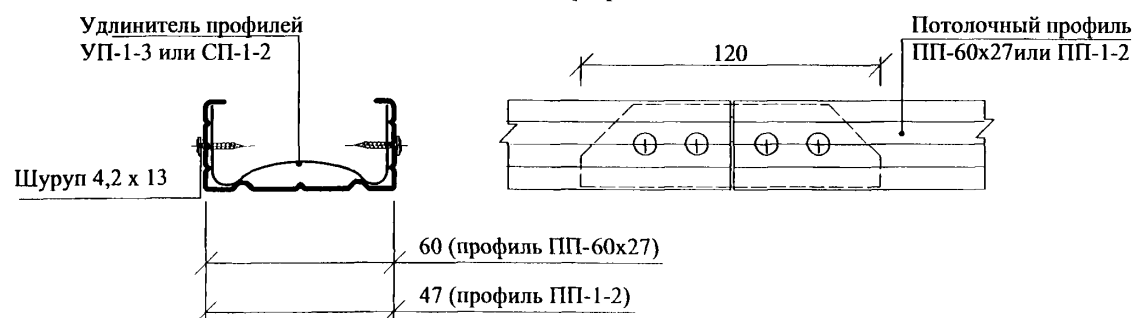 Удлинитель профилей
УП-1-3 или СП-1-2
Потолочный профиль
ПП-60х27или ПП-1-2
120
Шуруп 4,2 х 13
60 (профиль ПП-60х27)
47 (профиль ПП-1-2)